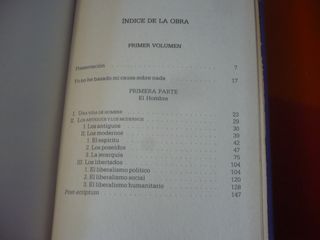 INDICE DE LA OBRA
PRIMER VOLUMEN
Presentación 7
Yo he basado mi causa sobre nada 17
PRIMERA PARTE
El Hombre
I. UNA VIDA DE HOMBRE 23
II. LOS ANTIGUOS Y LOS MODERNOS 29
I. Los antiguos 30
II. Los modernos 39
1. El espíritu 42
2. Los poseídos 47
3. La jerarquía 75
III. Los libertados 104
1. El liberalismo político 104
2. El liberalismo social 120
3. El liberalismo humanitario 128
Post-scriptum 147